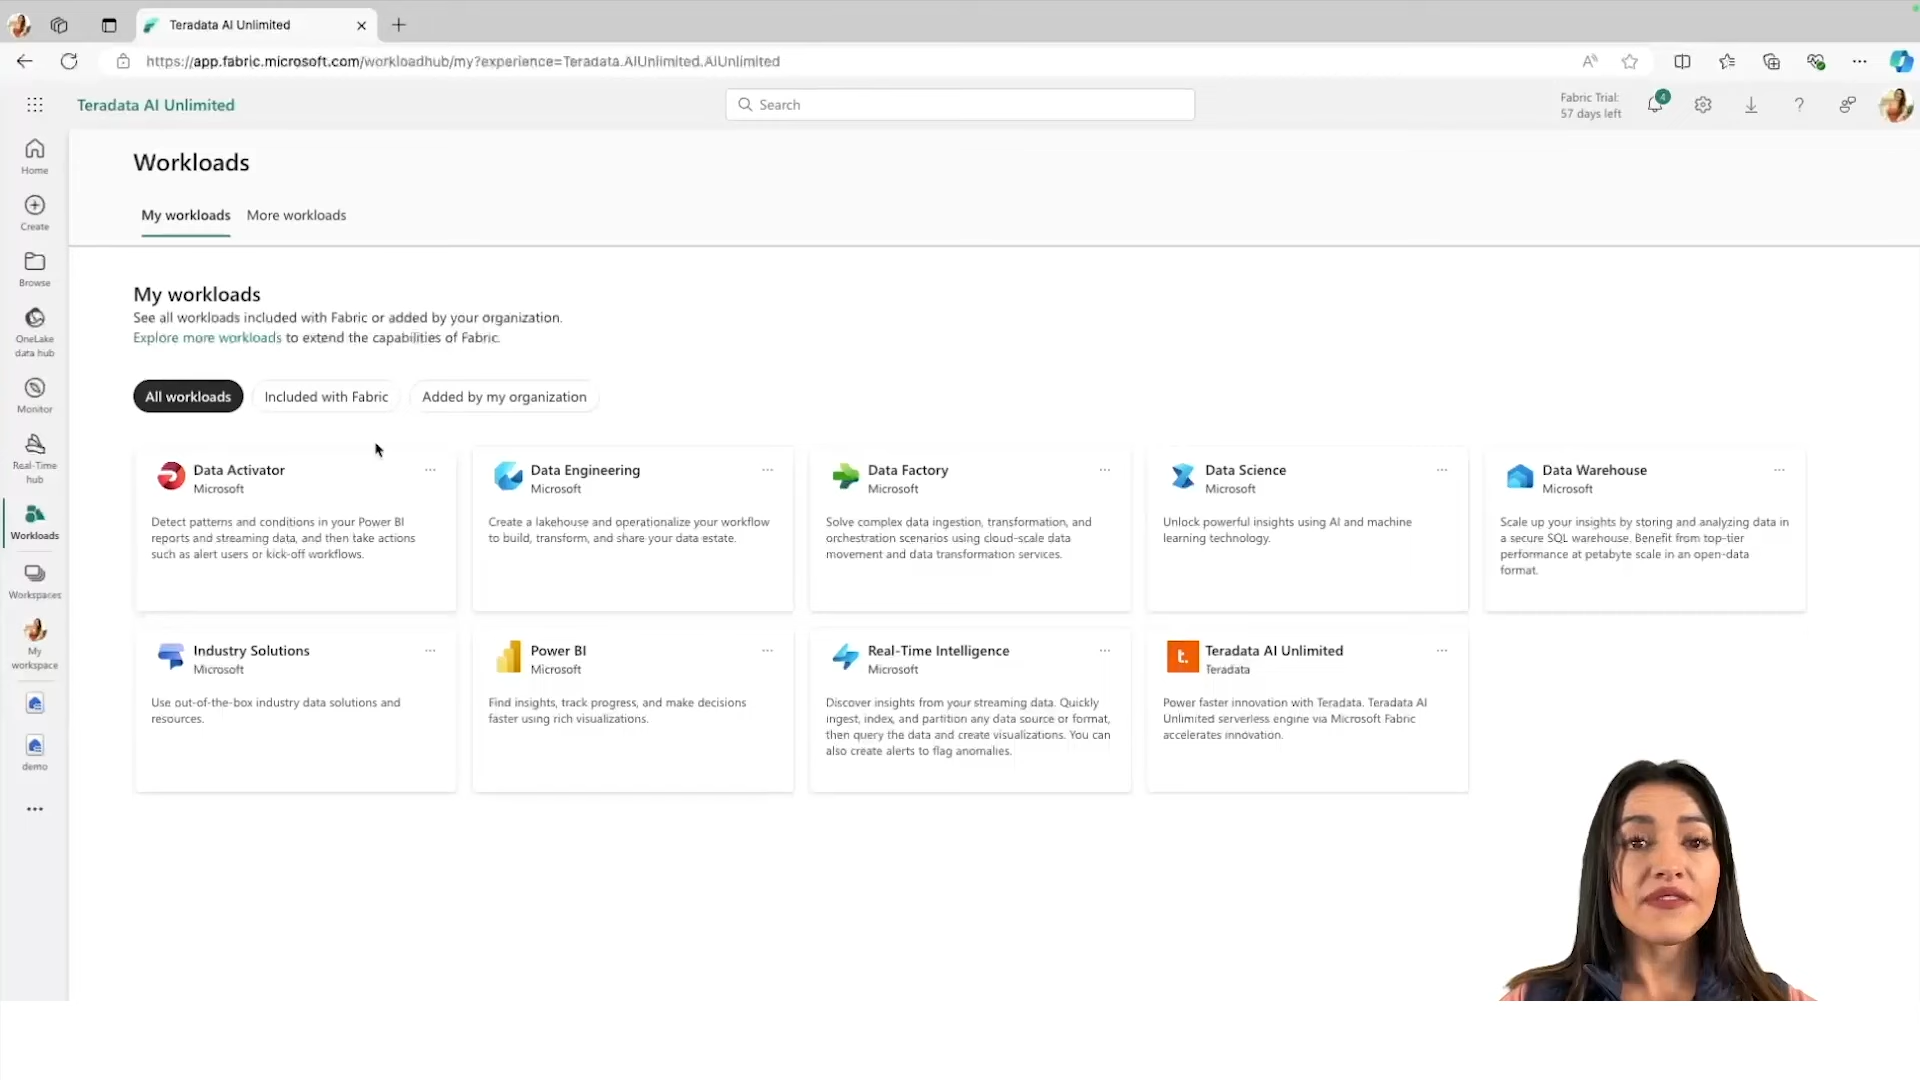 Teradata AI Unlimited
https://app.fabric.microsoft.com/workloadhub/my?experience=Teradata.AIUnlimited.AIUnlimited
Teradata AI Unlimited
Search
Fabric Trial:
57 days left
4
Home
Create
Browse
OneLake
data hub
Monitor
Real-Time
hub
Workloads
Workspaces
My
workspace
demo
Workloads
My workloads
More workloads
My workloads
See all workloads included with Fabric or added by your organization.
Explore more workloads to extend the capabilities of Fabric.
All workloads
Included with Fabric
Added by my organization
Data Activator
Microsoft
Detect patterns and conditions in your Power BI
reports and streaming data, and then take actions
such as alert users or kick-off workflows.
Data Engineering
Microsoft
Create a lakehouse and operationalize your workflow
to build, transform, and share your data estate.
Data Factory
Microsoft
Solve complex data ingestion, transformation, and
orchestration scenarios using cloud-scale data
movement and data transformation services.
Data Science
Microsoft
Unlock powerful insights using AI and machine
learning technology.
Data Warehouse
Microsoft
Scale up your insights by storing and analyzing data in
a secure SQL warehouse. Benefit from top-tier
performance at petabyte scale in an open-data
format.
Industry Solutions
Microsoft
Use out-of-the-box industry data solutions and
resources.
Power BI
Microsoft
Find insights, track progress, and make decisions
faster using rich visualizations.
Real-Time Intelligence
Microsoft
Discover insights from your streaming data. Quickly
ingest, index, and partition any data source or format,
then query the data and create visualizations. You can
also create alerts to flag anomalies.
t.
Teradata AI Unlimited
Teradata
Power faster innovation with Teradata. Teradata AI
Unlimited serverless engine via Microsoft Fabric
accelerates innovation.